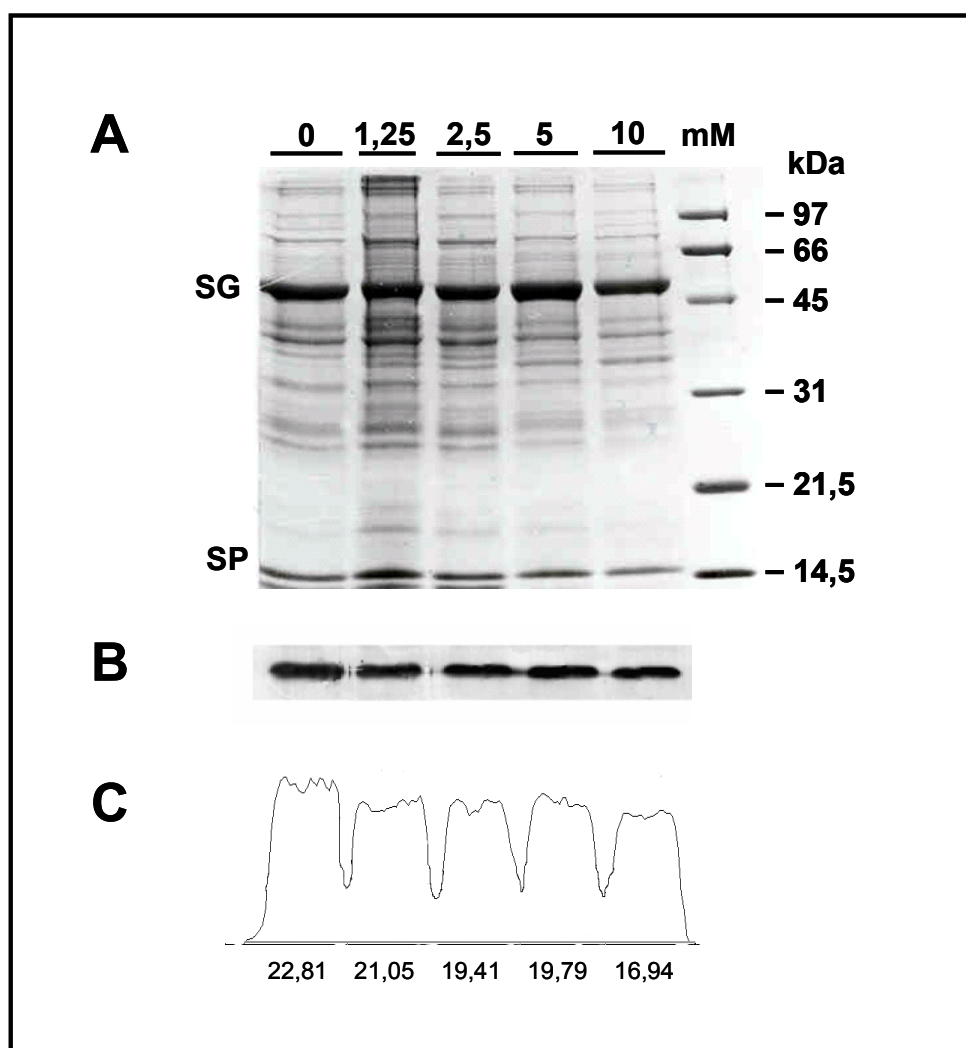 A
0 1,25 2,5 5 10 mM
kDa
– 97
– 66
SG
– 45
– 31
– 21,5
SP
– 14,5
B
C
22,81 21,05 19,41 19,79 16,94